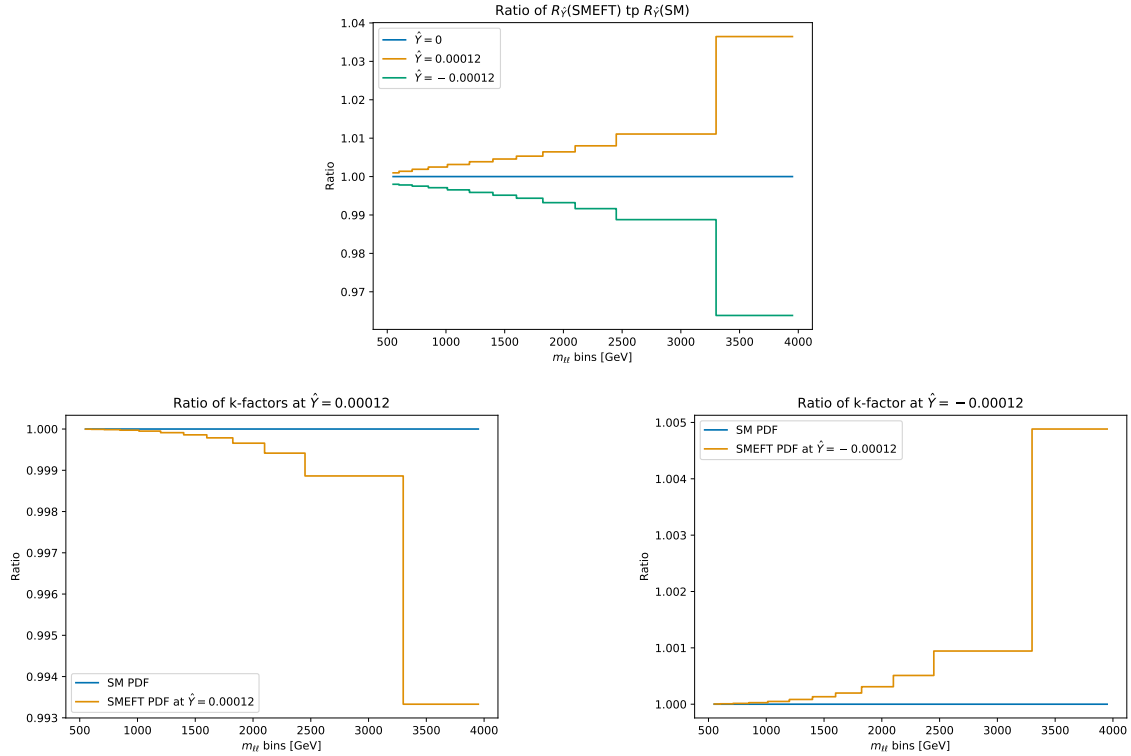 Ratio of R_Ŷ(SMEFT) tp R_Ŷ(SM)
1.04
1.03
1.02
1.01
1.00
0.99
0.98
0.97
Ratio
Ŷ = 0
Ŷ = 0.00012
Ŷ = − 0.00012
500 1000 1500 2000 2500 3000 3500 4000
m_ℓℓ bins [GeV]
Ratio of k-factors at Ŷ = 0.00012
1.000
0.999
0.998
0.997
0.996
0.995
0.994
0.993
Ratio
SM PDF
SMEFT PDF at Ŷ = 0.00012
500 1000 1500 2000 2500 3000 3500 4000
m_ℓℓ bins [GeV]
Ratio of k-factor at Ŷ = − 0.00012
SM PDF
SMEFT PDF at Ŷ = − 0.00012
1.005
1.004
1.003
1.002
1.001
1.000
Ratio
500 1000 1500 2000 2500 3000 3500 4000
m_ℓℓ bins [GeV]